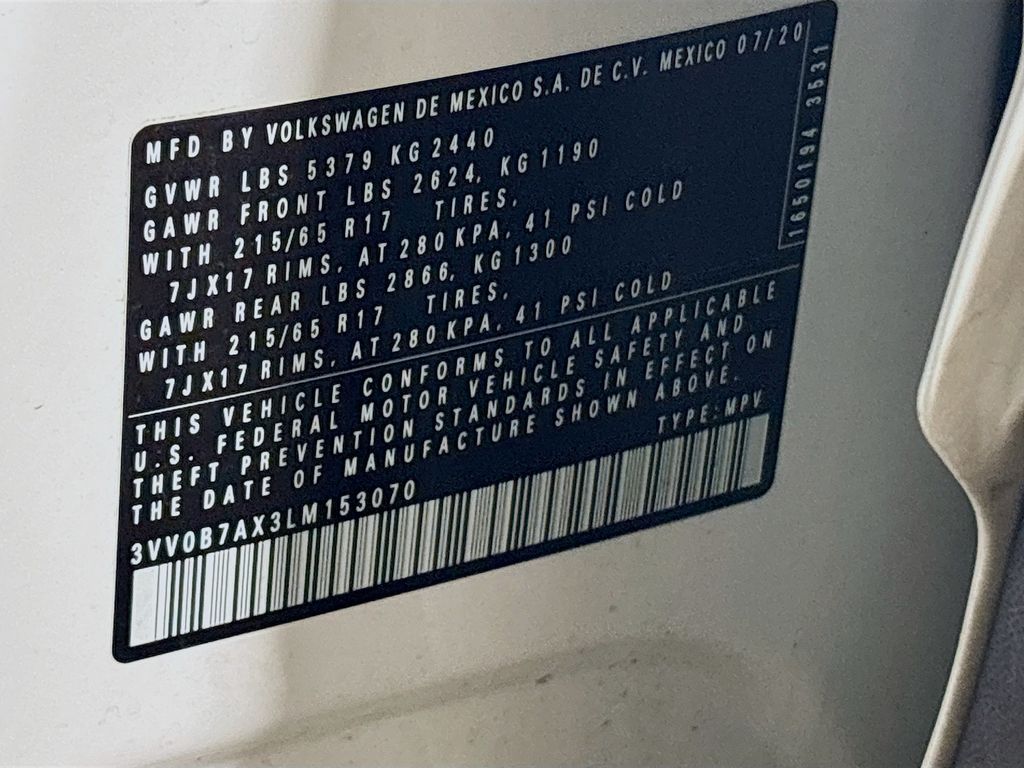 MFD BY VOLKSWAGEN DE MEXICO S.A. DE C.V. MEXICO 07/20
GVWR LBS 5379 KG 2440
GAWR FRONT LBS 2624, KG 1190
WITH 215/65 R17 TIRES,
7JX17 RIMS, AT 280 KPA, 41 PSI COLD
GAWR REAR LBS 2866, KG 1300
WITH 215/65 R17 TIRES,
7JX17 RIMS, AT 280 KPA, 41 PSI COLD
1650194 3531
THIS VEHICLE CONFORMS TO ALL APPLICABLE
U.S. FEDERAL MOTOR VEHICLE SAFETY AND
THEFT PREVENTION STANDARDS IN EFFECT ON
THE DATE OF MANUFACTURE SHOWN ABOVE.
3VV0B7AX3LM153070 TYPE: MPV